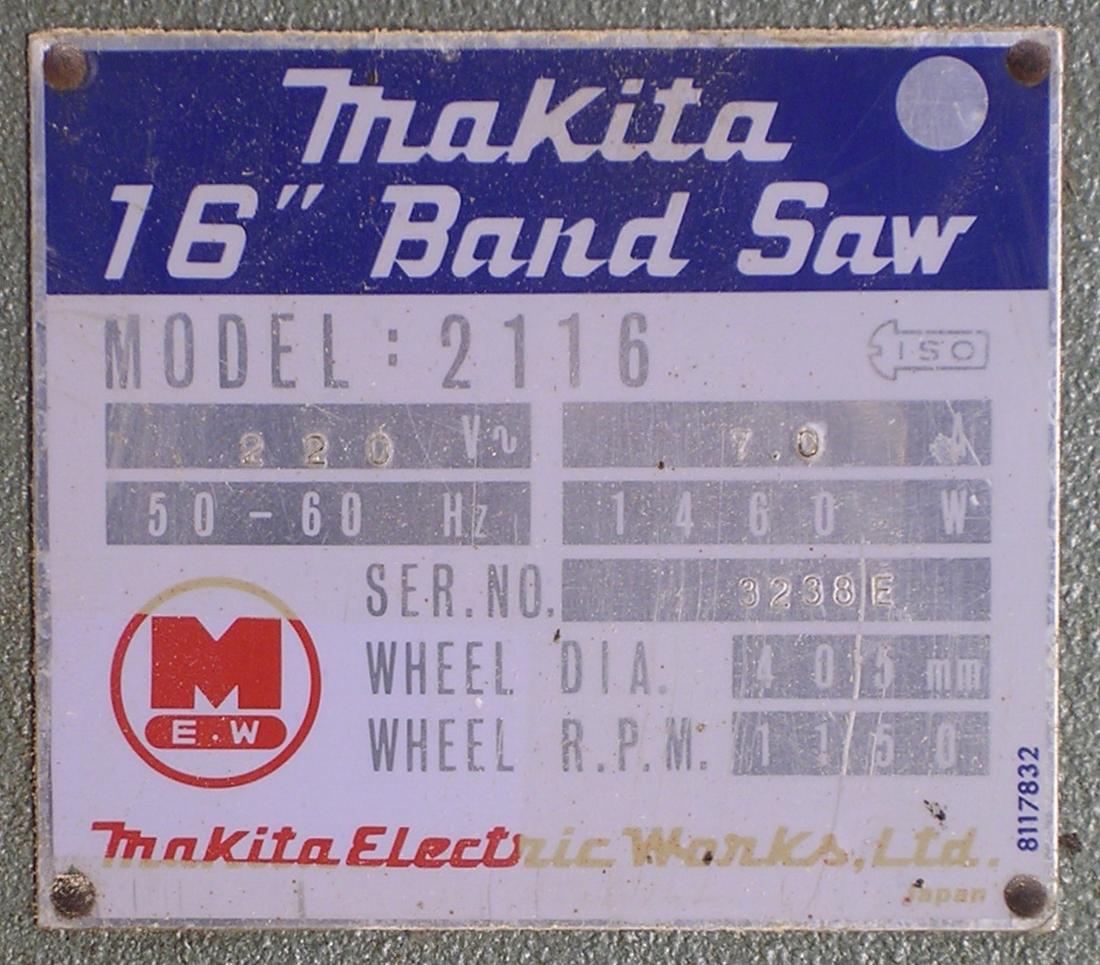 Makita
16" Band Saw
MODEL: 2116
ISO
220 V~ 7.0 A
50-60 Hz 1460 W
SER.NO. 3238E
WHEEL DIA. 405 mm
WHEEL R.P.M. 1150
M
E.W
Makita Electric Works, Ltd.
Japan
8117832